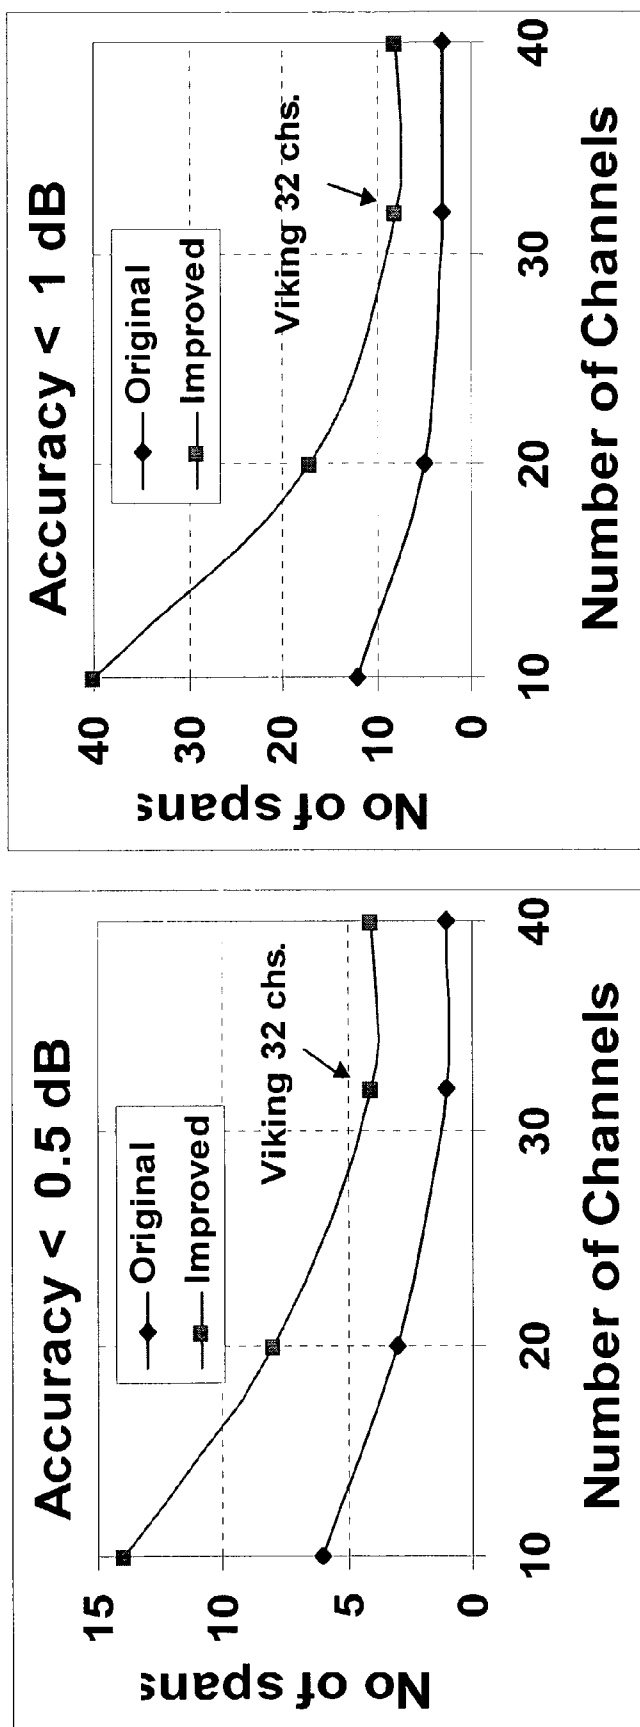 Accuracy < 0.5 dB
Original
Improved
Viking 32 chs.
15
10
5
0
No of spans
10
20
30
40
Number of Channels
Accuracy < 1 dB
Original
Improved
Viking 32 chs.
40
30
20
10
0
No of spans
10
20
30
40
Number of Channels